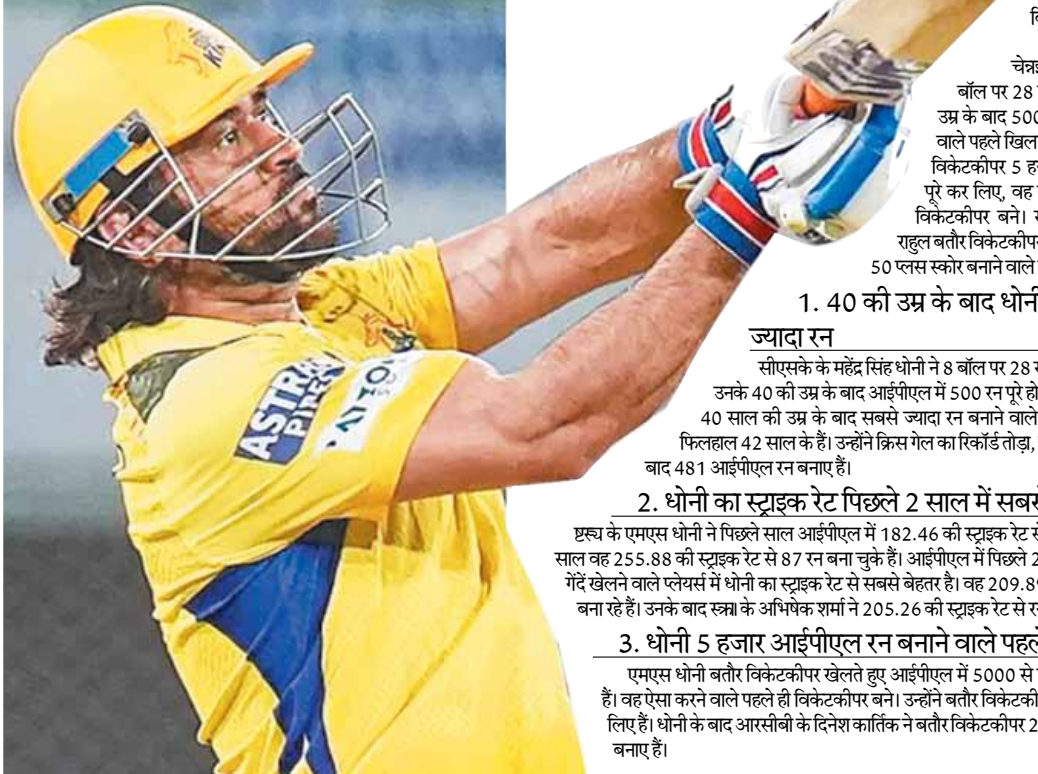 चेन्नई
बॉल पर 28
उम्र के बाद 500
वाले पहले खिला
विकेटकीपर 5 ह
पूरे कर लिए, वह
विकेटकीपर बने।
राहुल बतौर विकेटकीपर
50 प्लस स्कोर बनाने वाले
1. 40 की उम्र के बाद धोनी
ज्यादा रन
सीएसके के महेंद्र सिंह धोनी ने 8 बॉल पर 28
उनके 40 की उम्र के बाद आईपीएल में 500 रन पूरे हो
40 साल की उम्र के बाद सबसे ज्यादा रन बनाने वाले
फिलहाल 42 साल के हैं। उन्होंने क्रिस गेल का रिकॉर्ड तोड़ा,
बाद 481 आईपीएल रन बनाए हैं।
2. धोनी का स्ट्राइक रेट पिछले 2 साल में सबसे
के एमएस धोनी ने पिछले साल आईपीएल में 182.46 की स्ट्राइक रेट से
साल वह 255.88 की स्ट्राइक रेट से 87 रन बना चुके हैं। आईपीएल में पिछले 2
गेंदें खेलने वाले प्लेयर्स में धोनी का स्ट्राइक रेट से सबसे बेहतर है। वह 209.89
बना रहे हैं। उनके बाद के अभिषेक शर्मा ने 205.26 की स्ट्राइक रेट से
3. धोनी 5 हजार आईपीएल रन बनाने वाले पहले
एमएस धोनी बतौर विकेटकीपर खेलते हुए आईपीएल में 5000 से
हैं। वह ऐसा करने वाले पहले ही विकेटकीपर बने। उन्होंने बतौर विकेटकी
लिए हैं। धोनी के बाद आरसीबी के दिनेश कार्तिक ने बतौर विकेटकीपर
बनाए हैं।
ASTRAL
PIPES